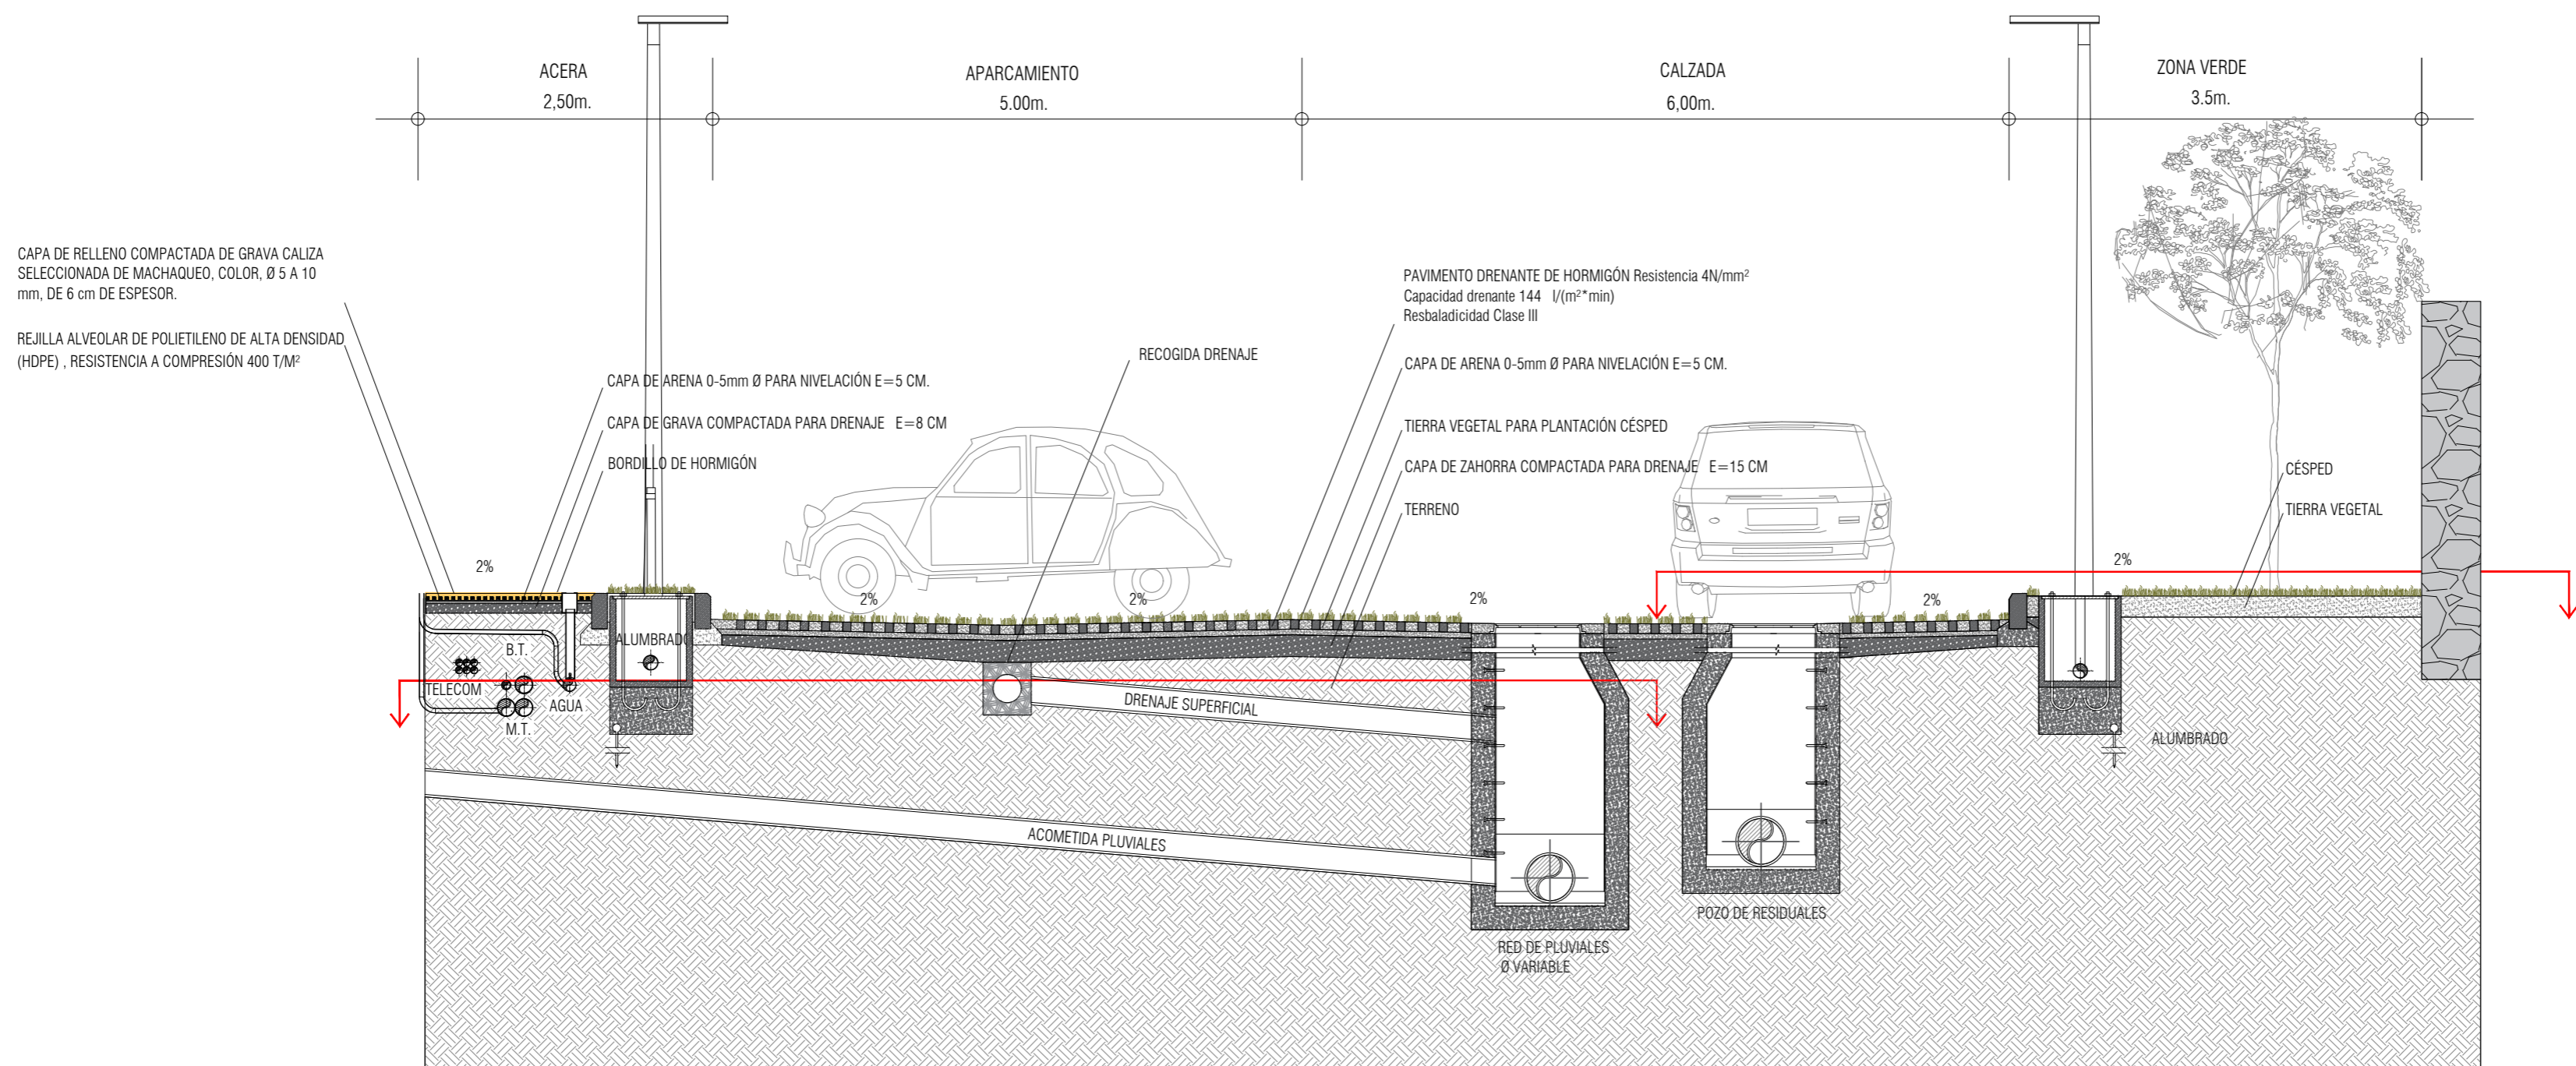 ACERA
2,50m.
APARCAMIENTO
5.00m.
CALZADA
6,00m.
ZONA VERDE
3.5m.
CAPA DE RELLENO COMPACTADA DE GRAVA CALIZA
SELECCIONADA DE MACHAQUEO, COLOR, Ø 5 A 10
mm, DE 6 cm DE ESPESOR.
REJILLA ALVEOLAR DE POLIETILENO DE ALTA DENSIDAD
(HDPE) , RESISTENCIA A COMPRESIÓN 400 T/M²
CAPA DE ARENA 0-5mm Ø PARA NIVELACIÓN E=5 CM.
CAPA DE GRAVA COMPACTADA PARA DRENAJE E=8 CM
BORDILLO DE HORMIGÓN
RECOGIDA DRENAJE
PAVIMENTO DRENANTE DE HORMIGÓN Resistencia 4N/mm²
Capacidad drenante 144 l/(m²*min)
Resbaladicidad Clase III
CAPA DE ARENA 0-5mm Ø PARA NIVELACIÓN E=5 CM.
TIERRA VEGETAL PARA PLANTACIÓN CÉSPED
CAPA DE ZAHORRA COMPACTADA PARA DRENAJE E=15 CM
TERRENO
CÉSPED
TIERRA VEGETAL
2%
2%
2%
2%
2%
2%
ALUMBRADO
B.T.
TELECOM
AGUA
M.T.
DRENAJE SUPERFICIAL
ACOMETIDA PLUVIALES
RED DE PLUVIALES
Ø VARIABLE
POZO DE RESIDUALES
ALUMBRADO